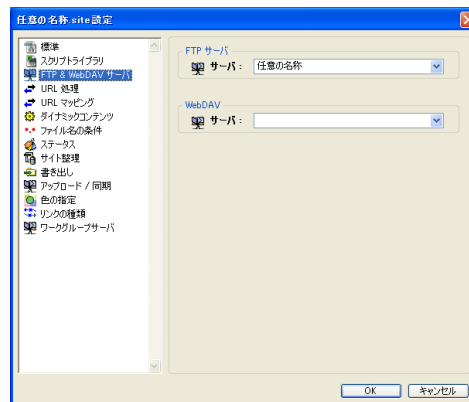 任意の名称.site 設定
標準
スクリプトライブラリ
FTP & WebDAV サーバ
URL 処理
URL マッピング
ダイナミックコンテンツ
ファイル名の条件
ステータス
サイト整理
書き出し
アップロード / 同期
色の指定
リンクの種類
ワークグループサーバ
FTP サーバ
サーバ： 任意の名称
WebDAV
サーバ：
OK キャンセル